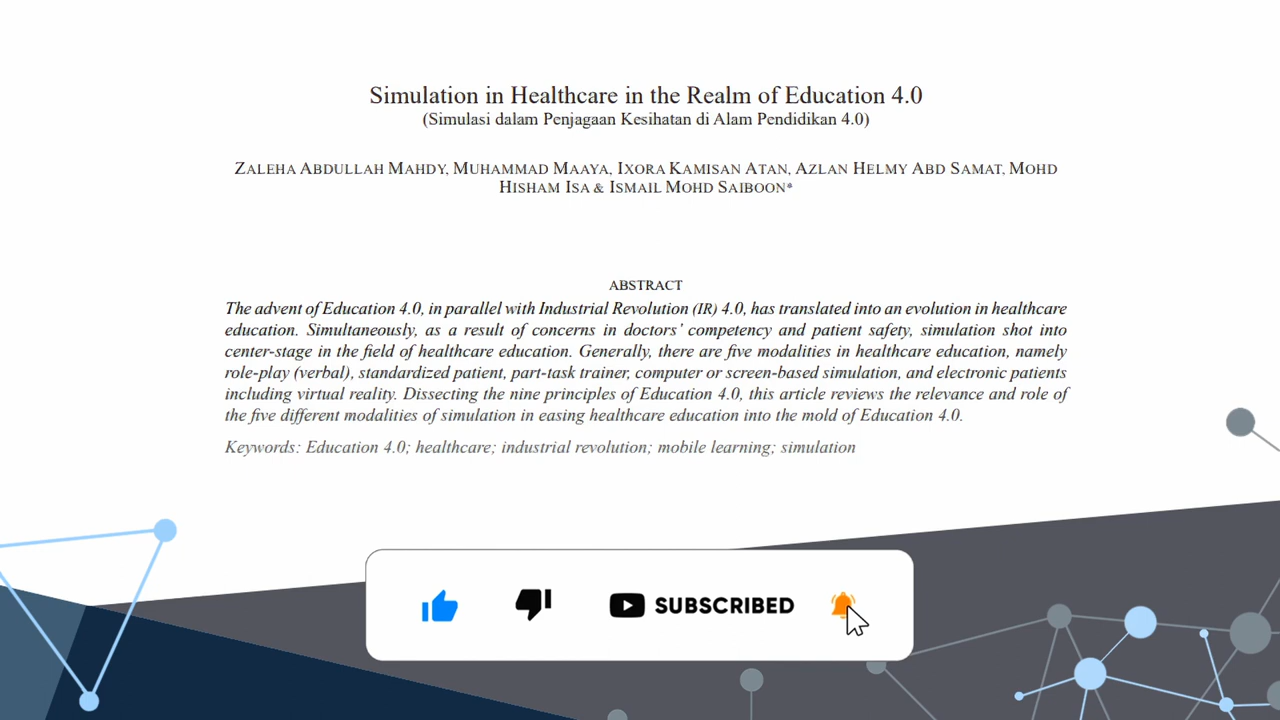 Simulation in Healthcare in the Realm of Education 4.0
(Simulasi dalam Penjagaan Kesihatan di Alam Pendidikan 4.0)
ZALEHA ABDULLAH MAHDY, MUHAMMAD MAAYA, IXORA KAMISAN ATAN, AZLAN HELMY ABD SAMAT, MOHD
HISHAM ISA & ISMAIL MOHD SAIBOON*
ABSTRACT
The advent of Education 4.0, in parallel with Industrial Revolution (IR) 4.0, has translated into an evolution in healthcare
education. Simultaneously, as a result of concerns in doctors' competency and patient safety, simulation shot into
center-stage in the field of healthcare education. Generally, there are five modalities in healthcare education, namely
role-play (verbal), standardized patient, part-task trainer, computer or screen-based simulation, and electronic patients
including virtual reality. Dissecting the nine principles of Education 4.0, this article reviews the relevance and role of
the five different modalities of simulation in easing healthcare education into the mold of Education 4.0.
Keywords: Education 4.0; healthcare; industrial revolution; mobile learning; simulation
SUBSCRIBED